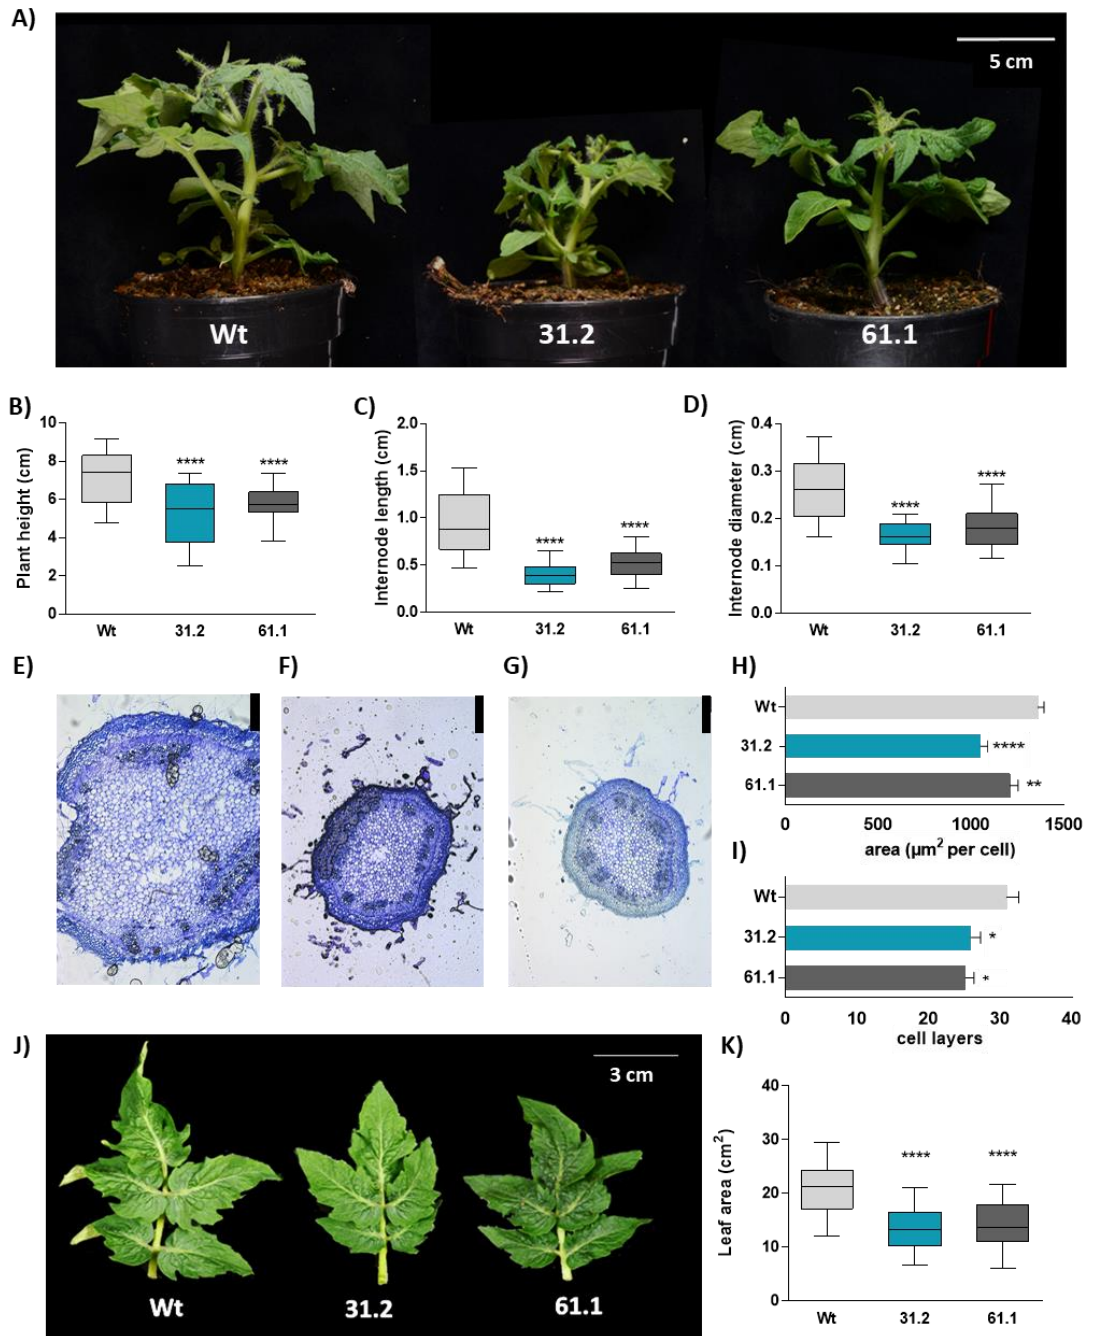 A)
5 cm
Wt
31.2
61.1
B)
Plant height (cm)
10
8
6
4
2
0
****
****
Wt
31.2
61.1
C)
Internode length (cm)
2.0
1.5
1.0
0.5
0.0
****
****
Wt
31.2
61.1
D)
Internode diameter (cm)
0.4
0.3
0.2
0.1
0.0
****
****
Wt
31.2
61.1
E)
F)
G)
H)
Wt
31.2
****
61.1
**
0 500 1000 1500
area (µm² per cell)
I)
Wt
31.2
*
61.1
*
0 10 20 30 40
cell layers
J)
3 cm
Wt
31.2
61.1
K)
Leaf area (cm²)
40
30
20
10
0
****
****
Wt
31.2
61.1